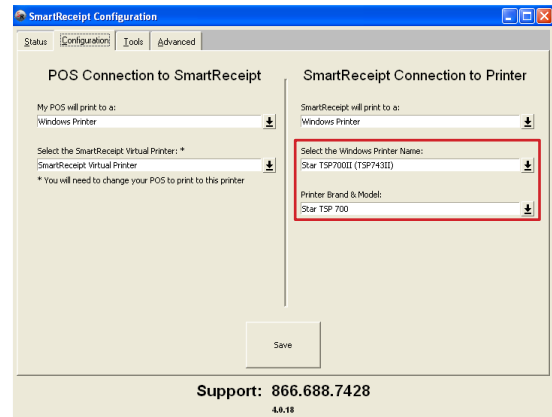 SmartReceipt Configuration
Status Configuration Tools Advanced
POS Connection to SmartReceipt
My POS will print to a:
Windows Printer
Select the SmartReceipt Virtual Printer: *
SmartReceipt Virtual Printer
* You will need to change your POS to print to this printer
SmartReceipt Connection to Printer
SmartReceipt will print to a:
Windows Printer
Select the Windows Printer Name:
Star TSP700II (TSP743II)
Printer Brand & Model:
Star TSP 700
Save
Support: 866.688.7428
4.0.18